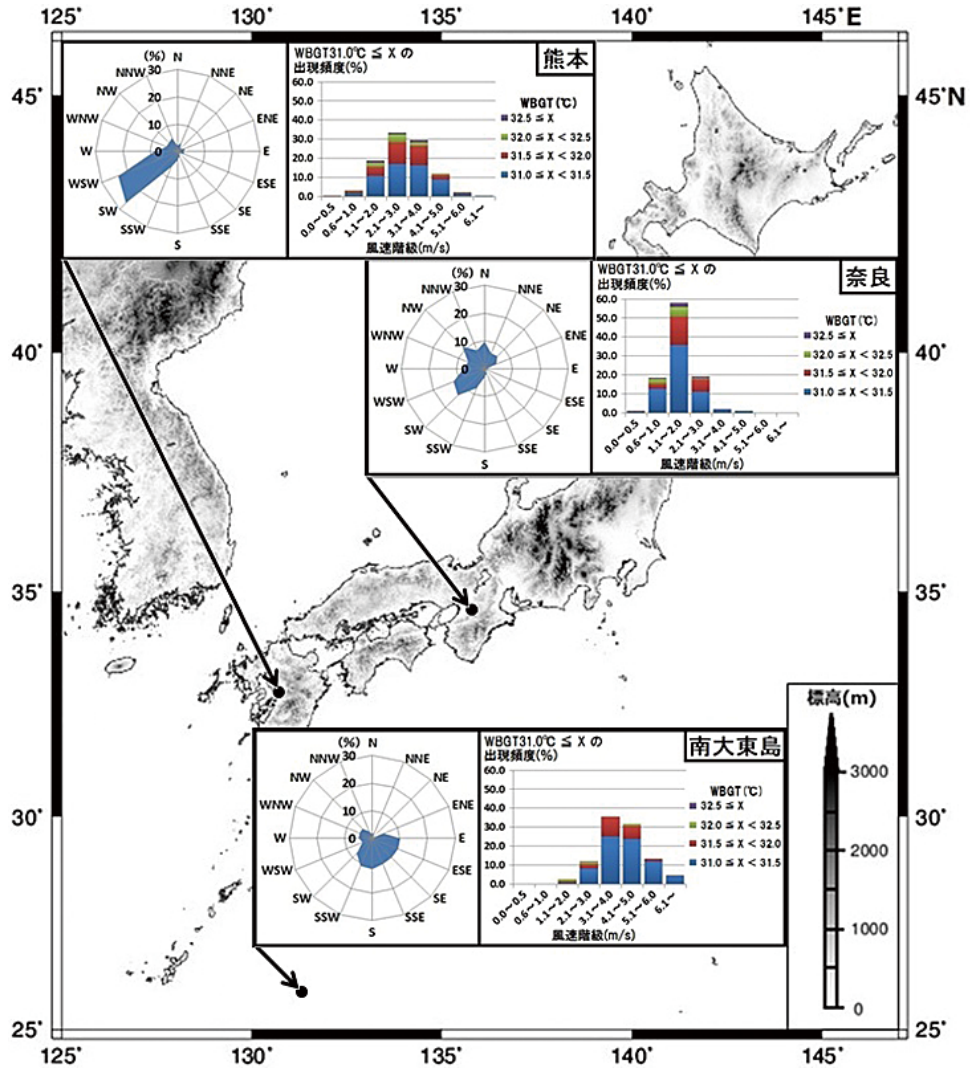 125° 130° 135° 140° 145°E
45° 45°N
40° 40°
35° 35°
30° 30°
25° 25°
125° 130° 135° 140° 145°
(%) N
NNE
NE
ENE
E
ESE
SE
SSE
S
SSW
SW
WSW
W
WNW
NW
NNW
30
20
10
0
WBGT31.0℃ ≦ X の
出現頻度(%)
熊本
60.0
50.0
40.0
30.0
20.0
10.0
0.0
WBGT(℃)
32.5 ≦ X
32.0 ≦ X < 32.5
31.5 ≦ X < 32.0
31.0 ≦ X < 31.5
0.0~0.5 0.6~1.0 1.1~2.0 2.1~3.0 3.1~4.0 4.1~5.0 5.1~6.0 6.1~
風速階級(m/s)
(%) N
NNE
NE
ENE
E
ESE
SE
SSE
S
SSW
SW
WSW
W
WNW
NW
NNW
30
20
10
0
WBGT31.0℃ ≦ X の
出現頻度(%)
奈良
60.0
50.0
40.0
30.0
20.0
10.0
0.0
WBGT(℃)
32.5 ≦ X
32.0 ≦ X < 32.5
31.5 ≦ X < 32.0
31.0 ≦ X < 31.5
0.0~0.5 0.6~1.0 1.1~2.0 2.1~3.0 3.1~4.0 4.1~5.0 5.1~6.0 6.1~
風速階級(m/s)
(%) N
NNE
NE
ENE
E
ESE
SE
SSE
S
SSW
SW
WSW
W
WNW
NW
NNW
30
20
10
0
WBGT31.0℃ ≦ X の
出現頻度(%)
南大東島
60.0
50.0
40.0
30.0
20.0
10.0
0.0
WBGT(℃)
32.5 ≦ X
32.0 ≦ X < 32.5
31.5 ≦ X < 32.0
31.0 ≦ X < 31.5
0.0~0.5 0.6~1.0 1.1~2.0 2.1~3.0 3.1~4.0 4.1~5.0 5.1~6.0 6.1~
風速階級(m/s)
標高(m)
3000
2000
1000
0